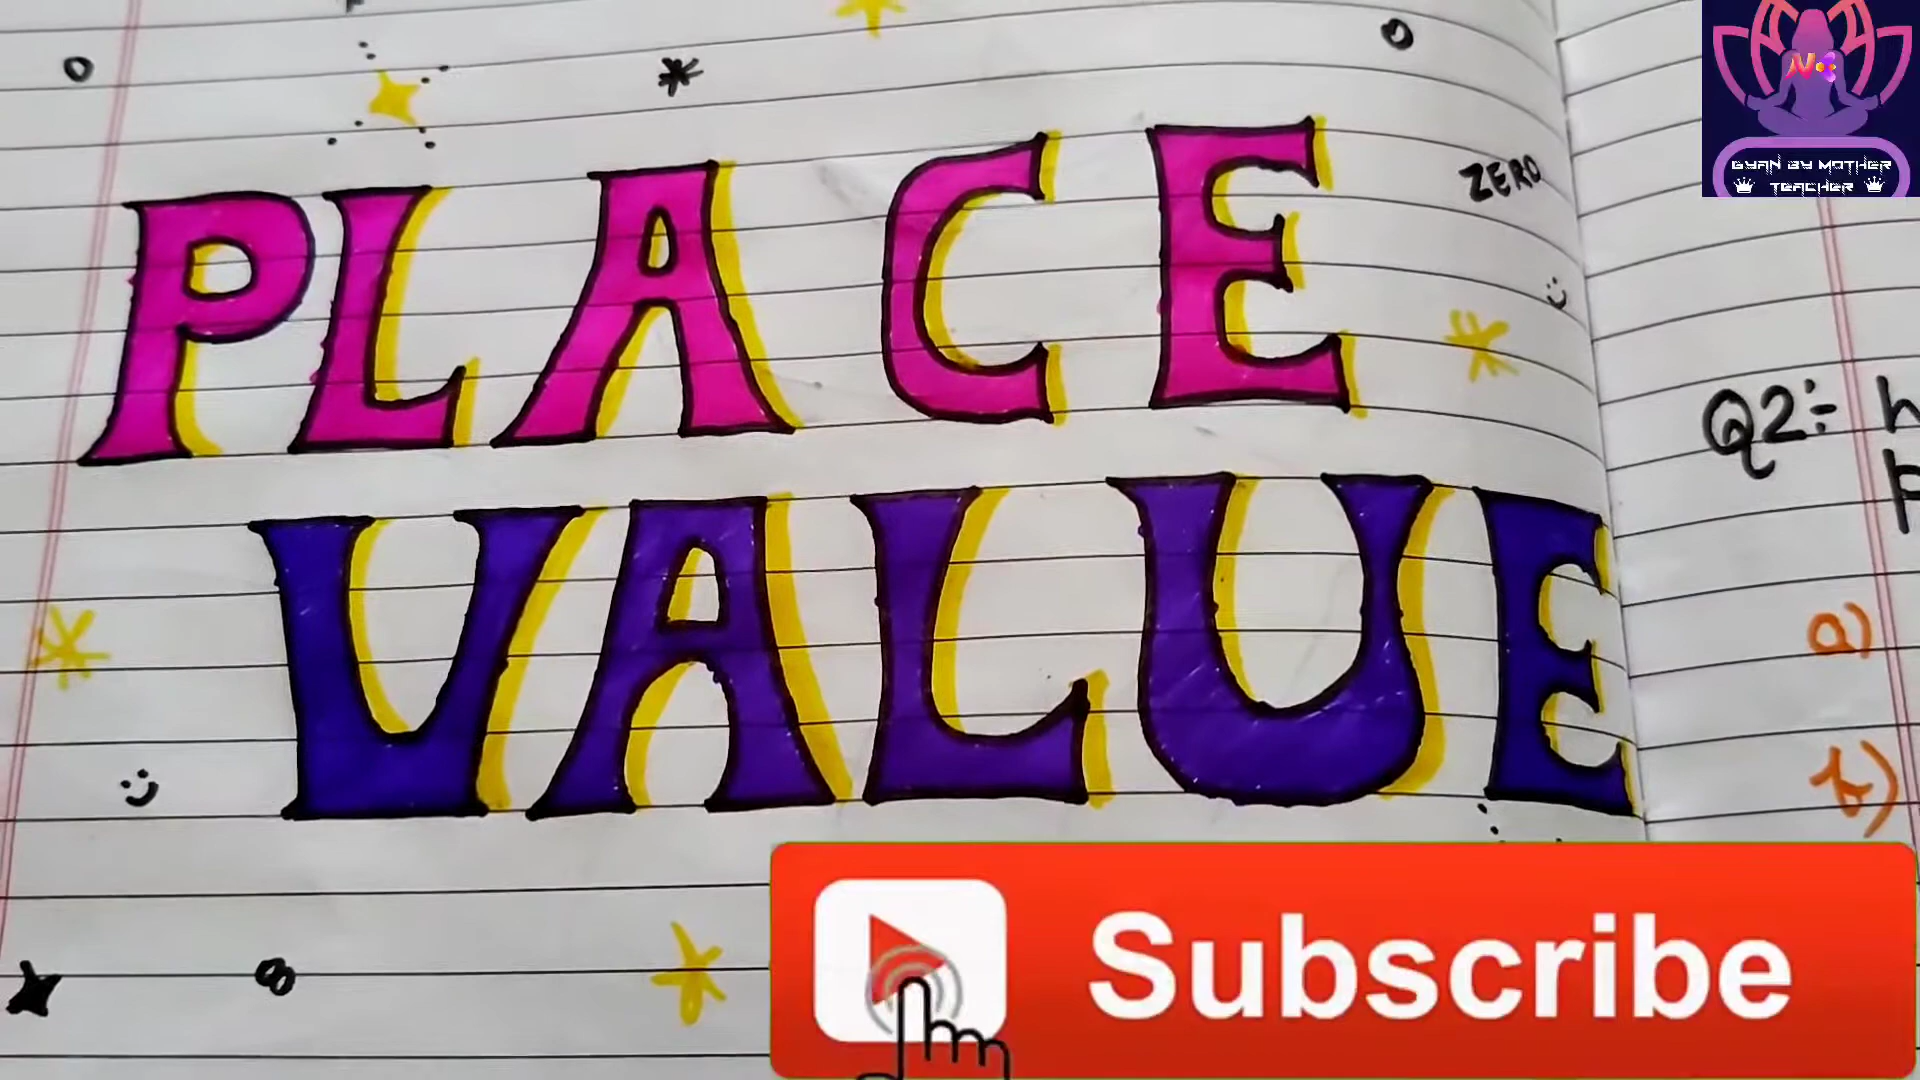 PLACE
ZERO
VALUE
Q2:-
a)
b)
GYAN BY MOTHER
TEACHER
Subscribe